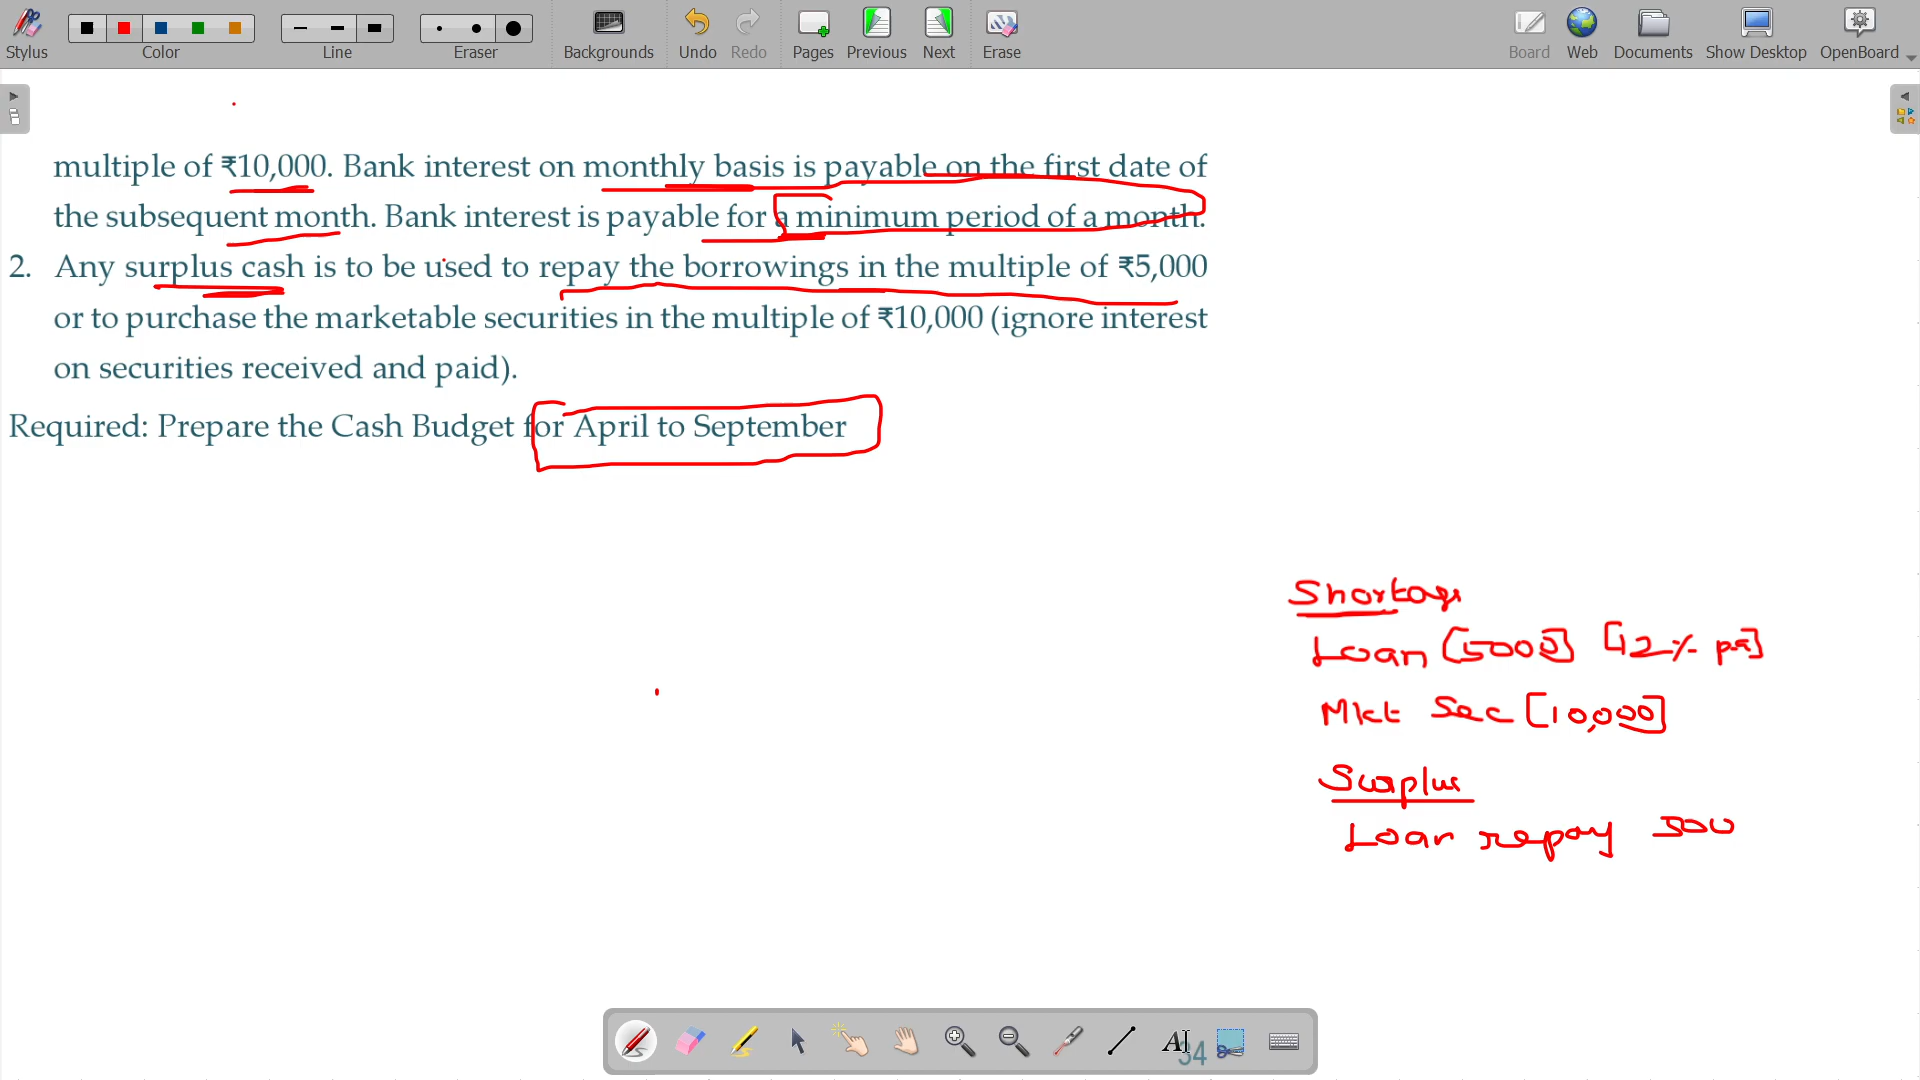 Stylus Color Line Eraser Backgrounds Undo Redo Pages Previous Next Erase Board Web Documents Show Desktop OpenBoard
multiple of ₹10,000. Bank interest on monthly basis is payable on the first date of
the subsequent month. Bank interest is payable for a minimum period of a month.
2. Any surplus cash is to be used to repay the borrowings in the multiple of ₹5,000
or to purchase the marketable securities in the multiple of ₹10,000 (ignore interest
on securities received and paid).
Required: Prepare the Cash Budget for April to September
Shortage
Loan [5000] [12% pa]
Mkt Sec [10,000]
Surplus
Loan repay 500
34